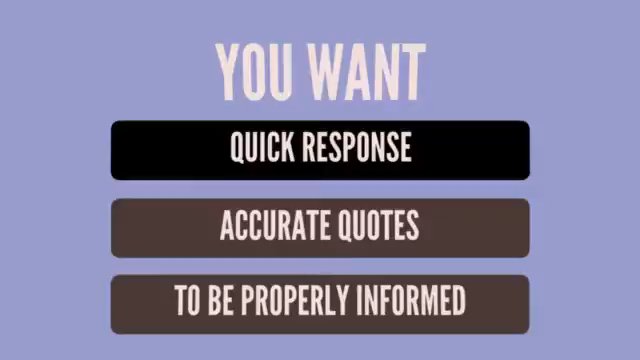 YOU WANT
QUICK RESPONSE
ACCURATE QUOTES
TO BE PROPERLY INFORMED